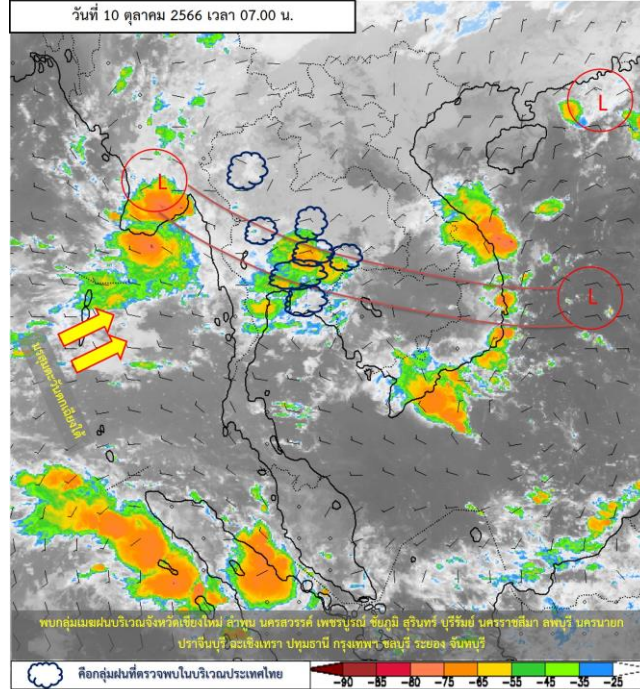 วันที่ 10 ตุลาคม 2566 เวลา 07.00 น.
L
L
L
มรสุมตะวันตกเฉียงใต้
พบกลุ่มเมฆฝนบริเวณจังหวัดเชียงใหม่ ลำพูน นครสวรรค์ เพชรบูรณ์ ชัยภูมิ สุรินทร์ บุรีรัมย์ นครราชสีมา ลพบุรี นครนายก
ปราจีนบุรี ฉะเชิงเทรา ปทุมธานี กรุงเทพฯ ชลบุรี ระยอง จันทบุรี
คือกลุ่มฝนที่ตรวจพบในบริเวณประเทศไทย
-90 -85 -80 -75 -65 -55 -45 -35 -25